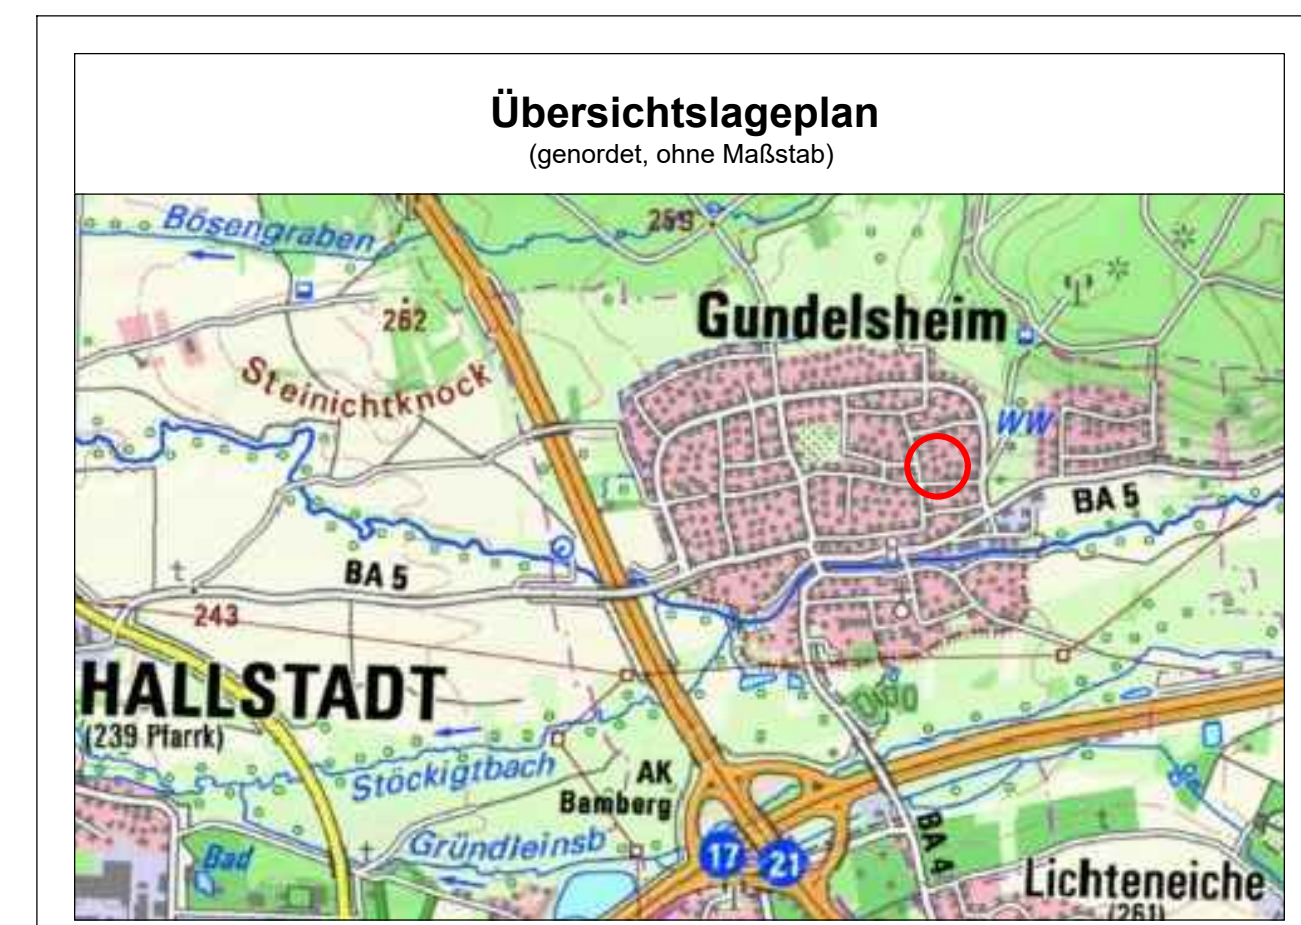 Übersichtslageplan
(genordet, ohne Maßstab)
Bösengraben
259
262
Gundelsheim
Steinichtknock
WW
BA 5
BA 5
243
HALLSTADT
(239 Pfarrk)
Stöckigtbach
AK
Bamberg
Gründleinsb
Bad
17
21
BA 4
Lichteneiche
(261)